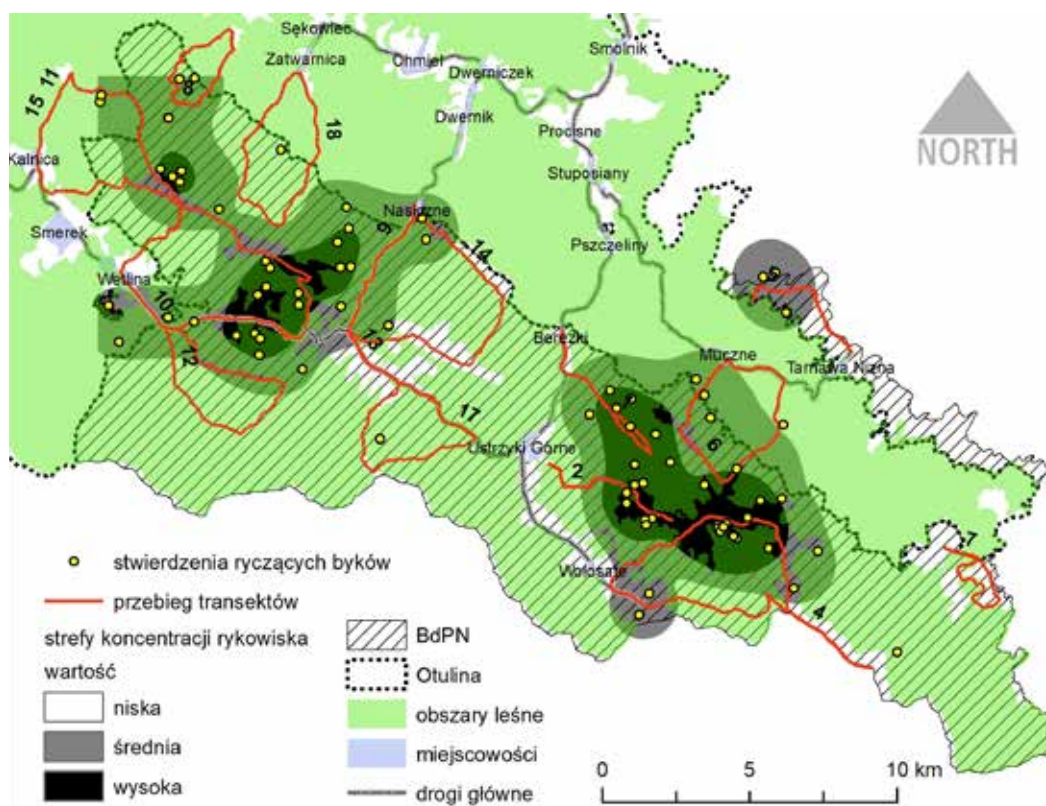 Sękowiec
Zatwarnica
Chmiel
Smolnik
Dwerniczek
Dwernik
Procisne
Stuposiany
Pszczeliny
NORTH
15
11
8
18
Kalnica
Smerek
Nasiczne
9
14
Wetlina
10
12
13
5
Bereżki
Muczne
Tarnawa Niżna
1
6
17
Ustrzyki Górne
2
Wołosate
7
4
stwierdzenia ryczących byków
przebieg transektów
strefy koncentracji rykowiska
wartość
niska
średnia
wysoka
BdPN
Otulina
obszary leśne
miejscowości
drogi główne
0 5 10 km